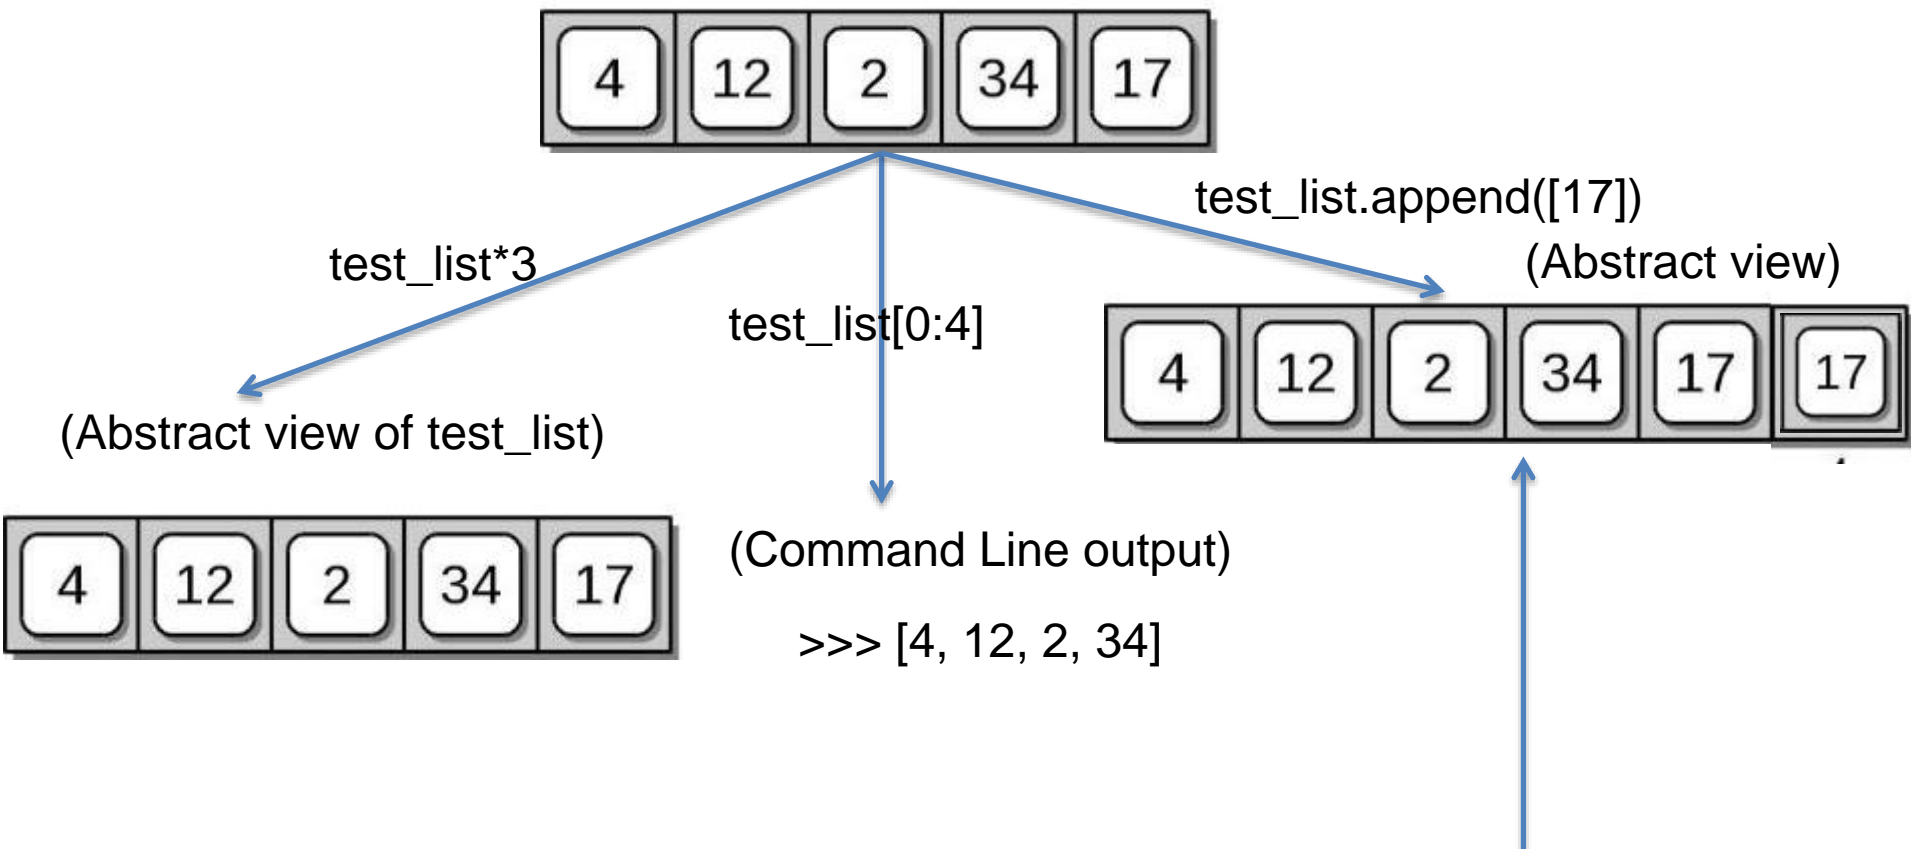 4 12 2 34 17
test_list.append([17])
test_list*3
(Abstract view)
test_list[0:4]
4 12 2 34 17 17
(Abstract view of test_list)
4 12 2 34 17
(Command Line output)
>>> [4, 12, 2, 34]